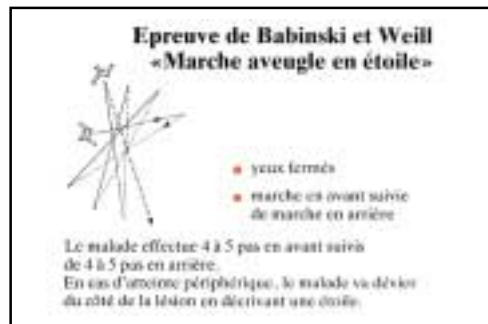 Epreuve de Babinski et Weill
«Marche aveugle en étoile»
yeux fermés
marche en avant suivie
de marche en arrière
Le malade effectue 4 à 5 pas en avant suivis
de 4 à 5 pas en arrière.
En cas d'atteinte périphérique, le malade va dévier
du côté de la lésion en décrivant une étoile.